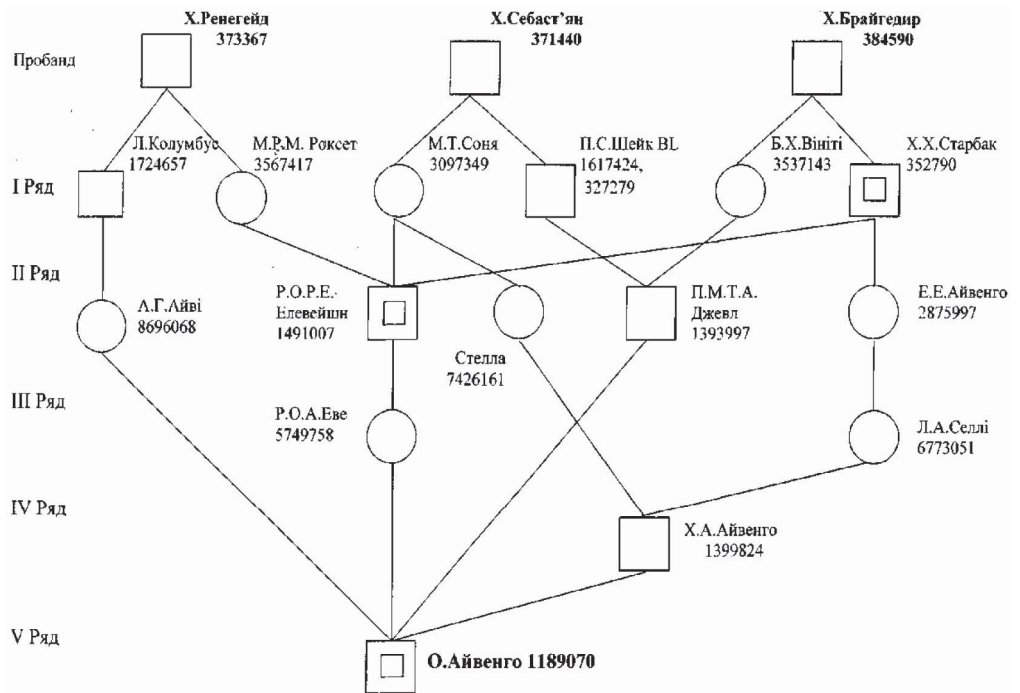 Х.Ренегейд
373367
Х.Себаст'ян
371440
Х.Брайгедир
384590
Пробанд
Л.Колумбус
1724657
М.Р.М. Роксет
3567417
М.Т.Соня
3097349
П.С.Шейк BL
1617424,
327279
Б.Х.Вініті
3537143
Х.Х.Старбак
352790
І Ряд
ІІ Ряд
А.Г.Айві
8696068
Р.О.Р.Е.-
Елевейшн
1491007
Стелла
7426161
П.М.Т.А.
Джевл
1393997
Е.Е.Айвенго
2875997
ІІІ Ряд
Р.О.А.Еве
5749758
Л.А.Селлі
6773051
IV Ряд
Х.А.Айвенго
1399824
V Ряд
О.Айвенго 1189070